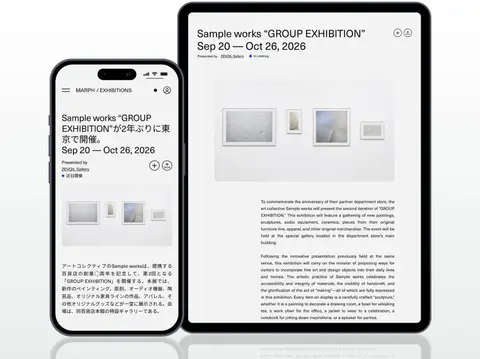 MARPH / EXHIBITIONS
Sample works “GROUP
EXHIBITION”が2年ぶりに東
京で開催。
Sep 20 — Oct 26, 2026
Presented by
ZEVQIL Gallery
近日開催
アートコレクティブのSample worksは、提携する
百貨店の創業◯周年を記念して、第2回となる
「GROUP EXHIBITION」を開催する。本展では、
新作のペインティング、彫刻、オーディオ機器、陶
芸品、オリジナル家具ラインの作品、アパレル、そ
の他オリジナルグッズなどが一堂に展示される。会
場は、同百貨店本館の特設ギャラリーである。
Sample works “GROUP EXHIBITION”
Sep 20 — Oct 26, 2026
Presented by ZEVQIL Gallery
Upcoming
To commemorate the anniversary of their partner department store, the
art collective Sample works will present the second iteration of “GROUP
EXHIBITION.” This exhibition will feature a gathering of new paintings,
sculptures, audio equipment, ceramics, pieces from their original
furniture line, apparel, and other original merchandise. The event will be
held at the special gallery located in the department store’s main
building.
Following the innovative presentation previously held at the same
venue, this exhibition will carry on the mission of proposing ways for
visitors to incorporate fine art and design objects into their daily lives
and homes. The artistic practice of Sample works celebrates the
accessibility and integrity of materials, the visibility of handcraft, and
the glorification of the act of “making”—all of which are fully-expressed
in this exhibition. Every item on display is a carefully crafted “sculpture,”
whether it is a painting to decorate a drawing room, a bowl for weighing
tea, a work chair for the office, a jacket to wear to a celebration, a
notebook for jotting down inspirations, or a speaker for parties.